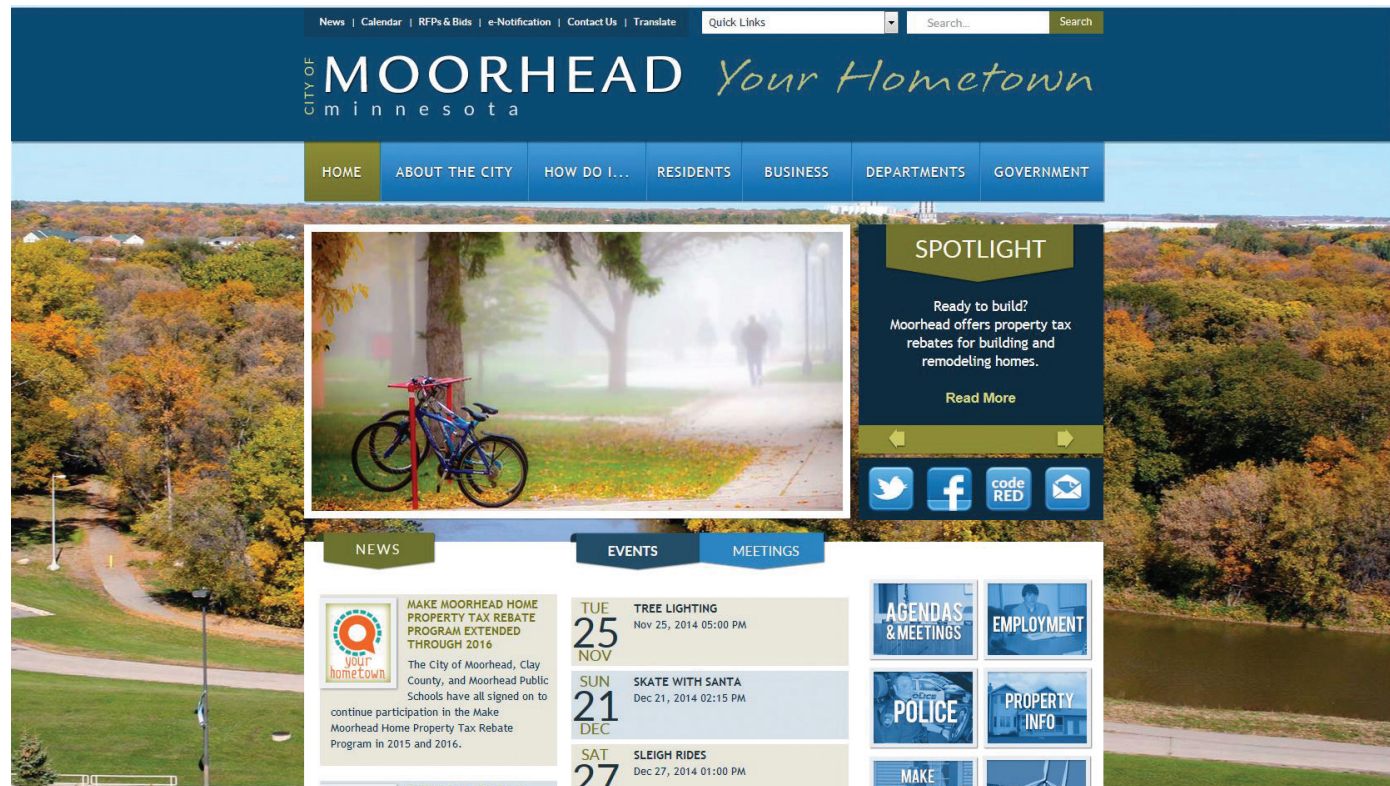 News | Calendar | RFPs & Bids | e-Notification | Contact Us | Translate
Quick Links
Search...
Search
CITY OF
MOORHEAD
minnesota
Your Hometown
HOME
ABOUT THE CITY
HOW DO I...
RESIDENTS
BUSINESS
DEPARTMENTS
GOVERNMENT
SPOTLIGHT
Ready to build?
Moorhead offers property tax
rebates for building and
remodeling homes.
Read More
code
RED
NEWS
your
hometown
MAKE MOORHEAD HOME
PROPERTY TAX REBATE
PROGRAM EXTENDED
THROUGH 2016
The City of Moorhead, Clay
County, and Moorhead Public
Schools have all signed on to
continue participation in the Make
Moorhead Home Property Tax Rebate
Program in 2015 and 2016.
EVENTS
MEETINGS
TUE
25
NOV
TREE LIGHTING
Nov 25, 2014 05:00 PM
SUN
21
DEC
SKATE WITH SANTA
Dec 21, 2014 02:15 PM
SAT
27
SLEIGH RIDES
Dec 27, 2014 01:00 PM
AGENDAS
& MEETINGS
EMPLOYMENT
POLICE
PROPERTY
INFO
MAKE